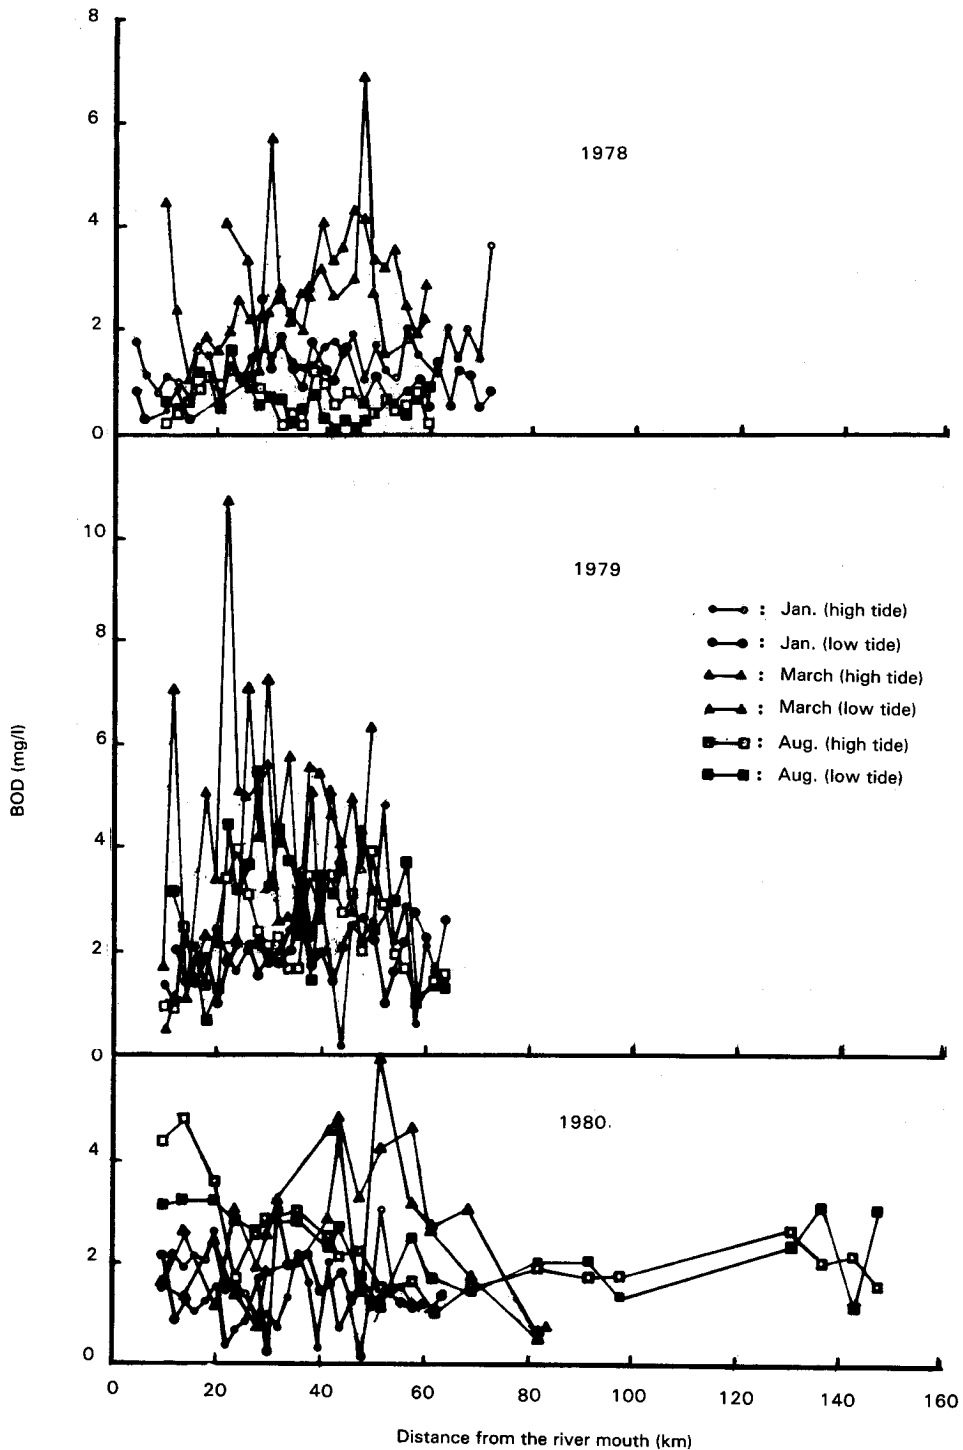 8
6
1978
4
2
0
10
1979
8
: Jan. (high tide)
: Jan. (low tide)
: March (high tide)
6
: March (low tide)
: Aug. (high tide)
: Aug. (low tide)
BOD (mg/l)
4
2
0
1980.
4
2
0
0 20 40 60 80 100 120 140 160
Distance from the river mouth (km)